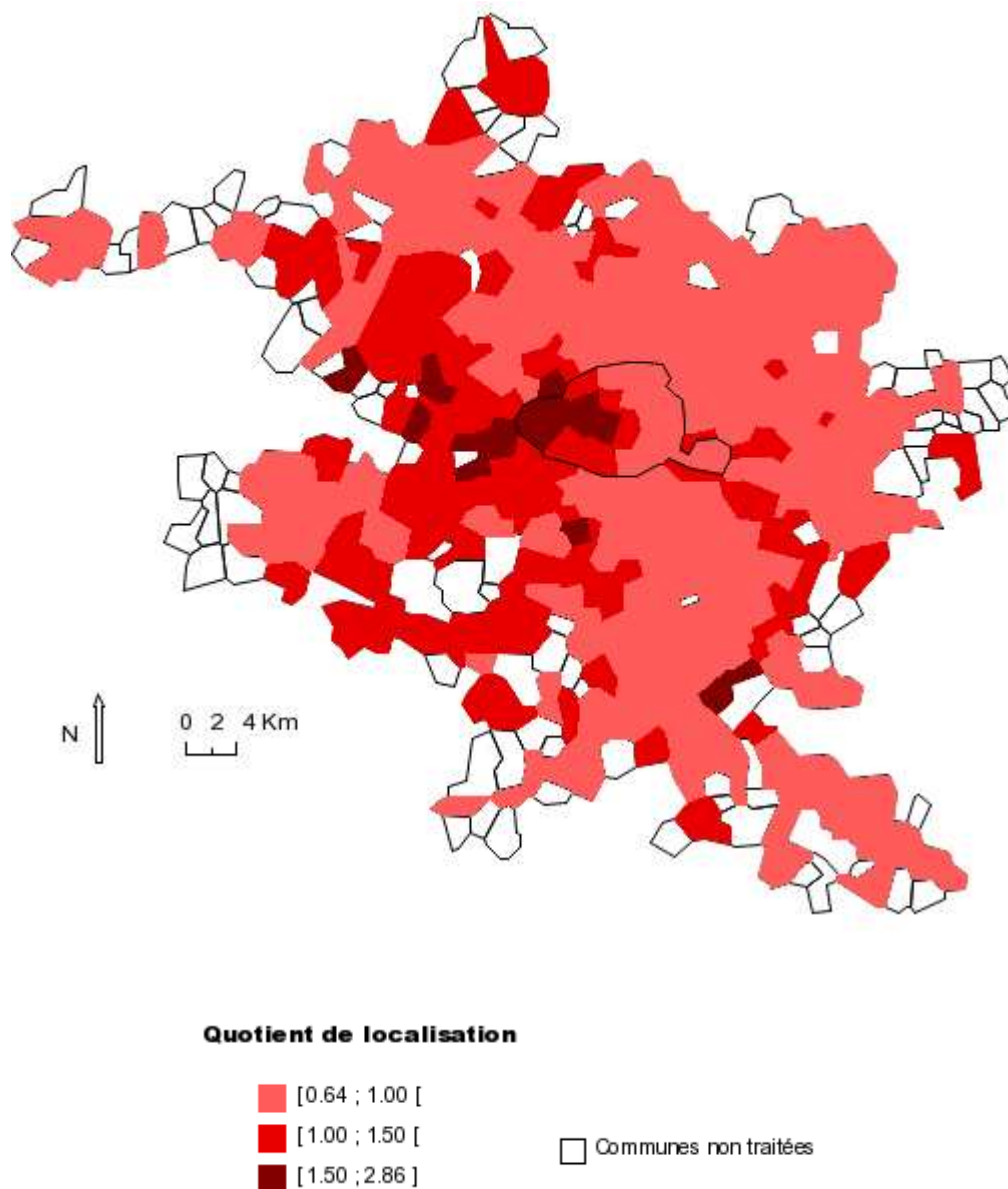 N
0 2 4 Km
Quotient de localisation
[0.64 ; 1.00 [
[1.00 ; 1.50 [
[1.50 ; 2.86 ]
Communes non traitées